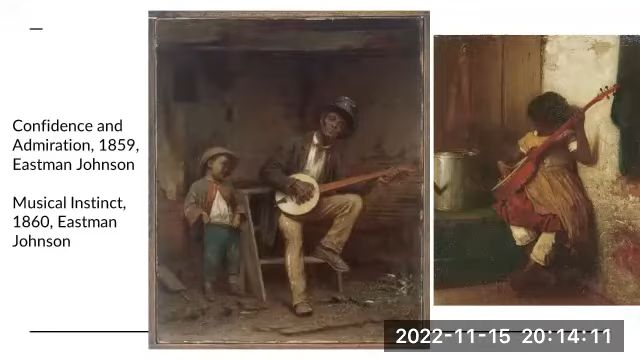 Confidence and
Admiration, 1859,
Eastman Johnson
Musical Instinct,
1860, Eastman
Johnson
2022-11-15 20:14:11